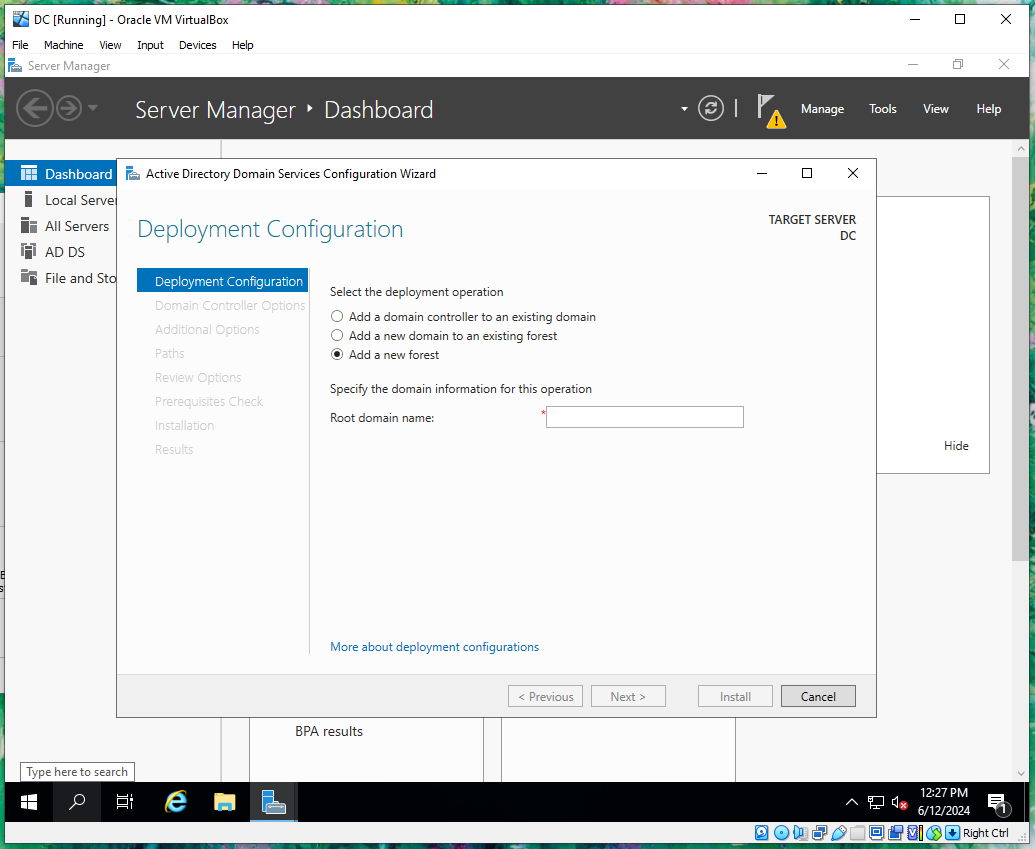 DC [Running] - Oracle VM VirtualBox
File Machine View Input Devices Help
Server Manager
Server Manager Dashboard
Manage Tools View Help
Dashboard
Local Server
All Servers
AD DS
File and Sto
Active Directory Domain Services Configuration Wizard
Deployment Configuration
TARGET SERVER
DC
Deployment Configuration
Domain Controller Options
Additional Options
Paths
Review Options
Prerequisites Check
Installation
Results
Select the deployment operation
Add a domain controller to an existing domain
Add a new domain to an existing forest
Add a new forest
Specify the domain information for this operation
Root domain name: *
More about deployment configurations
< Previous Next > Install Cancel
Hide
BPA results
Type here to search
12:27 PM
6/12/2024
1
Right Ctrl